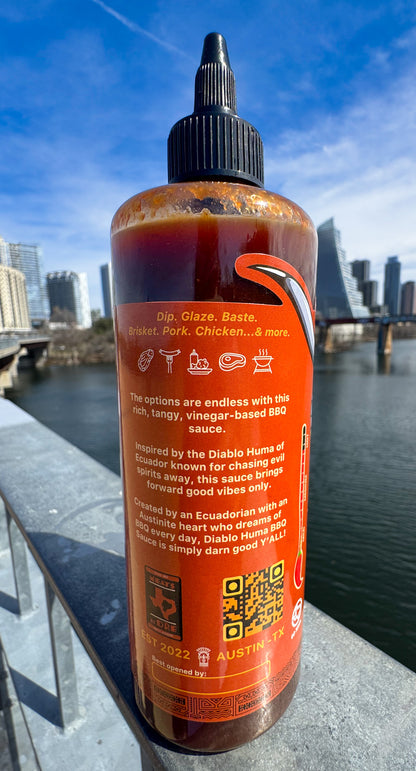 Dip. Glaze. Baste.
Brisket. Pork. Chicken...& more.
The options are endless with this
rich, tangy, vinegar-based BBQ
sauce.
Inspired by the Diablo Huma of
Ecuador known for chasing evil
spirits away, this sauce brings
forward good vibes only.
Created by an Ecuadorian with an
Austinite heart who dreams of
BBQ every day, Diablo Huma BBQ
Sauce is simply darn good Y'ALL!
MEATS
EST 2022
AUSTIN-TX
Best opened by: